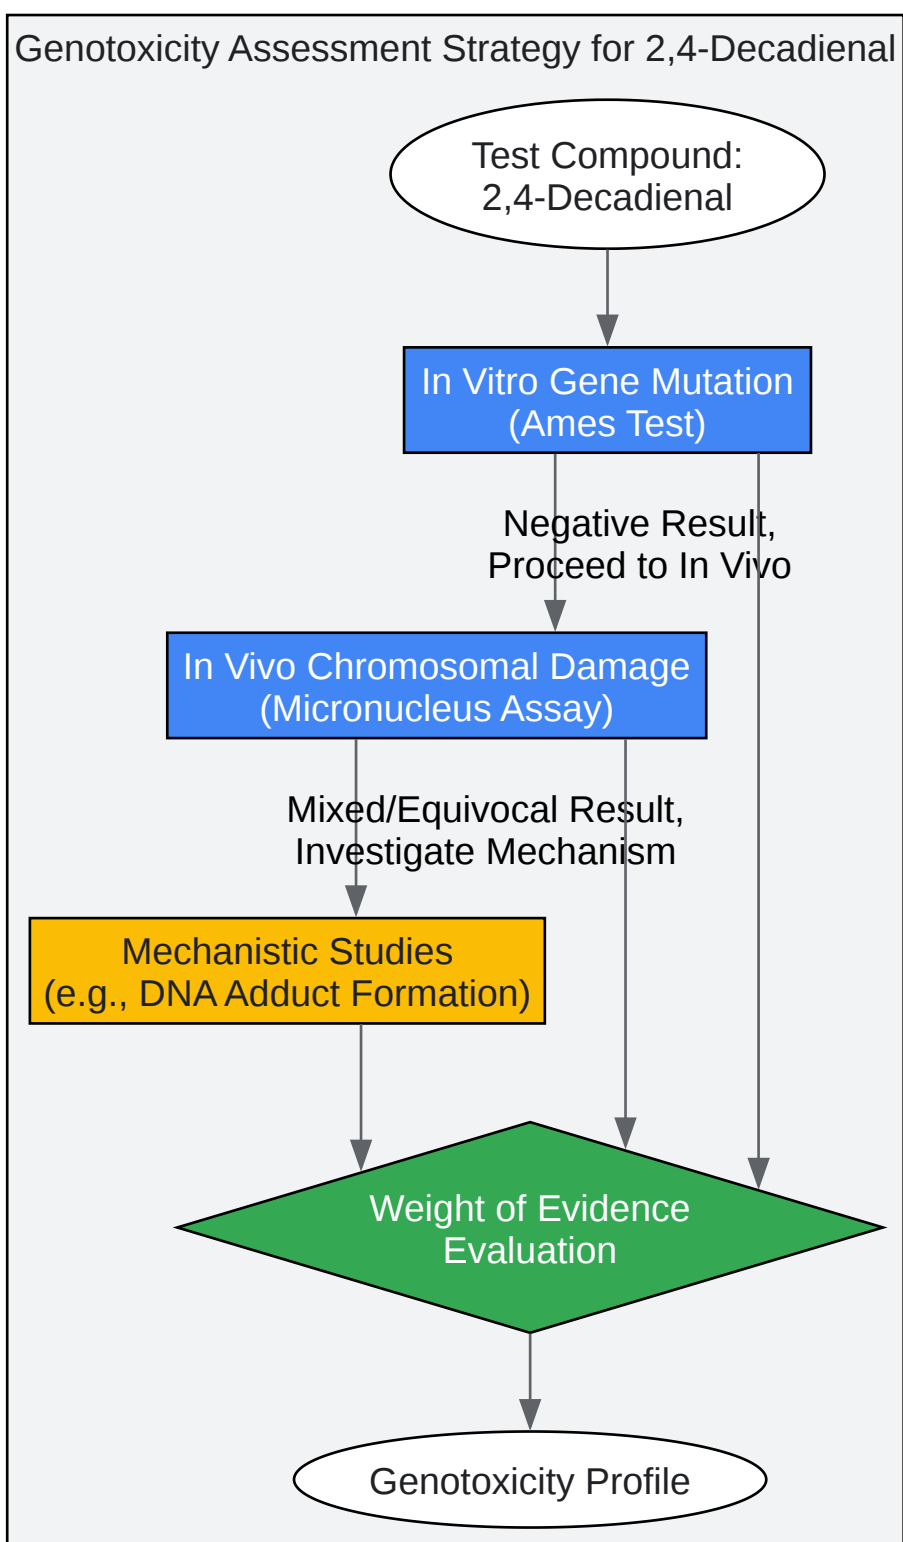 Genotoxicity Assessment Strategy for 2,4-Decadienal
Test Compound:
2,4-Decadienal
In Vitro Gene Mutation
(Ames Test)
Negative Result,
Proceed to In Vivo
In Vivo Chromosomal Damage
(Micronucleus Assay)
Mixed/Equivocal Result,
Investigate Mechanism
Mechanistic Studies
(e.g., DNA Adduct Formation)
Weight of Evidence
Evaluation
Genotoxicity Profile